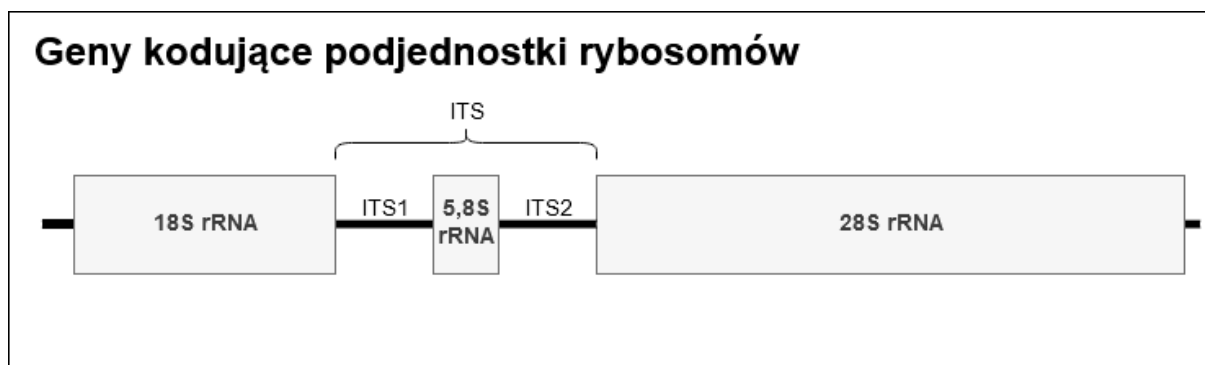 Geny kodujące podjednostki rybosomów
ITS
18S rRNA
ITS1
5,8S
rRNA
ITS2
28S rRNA